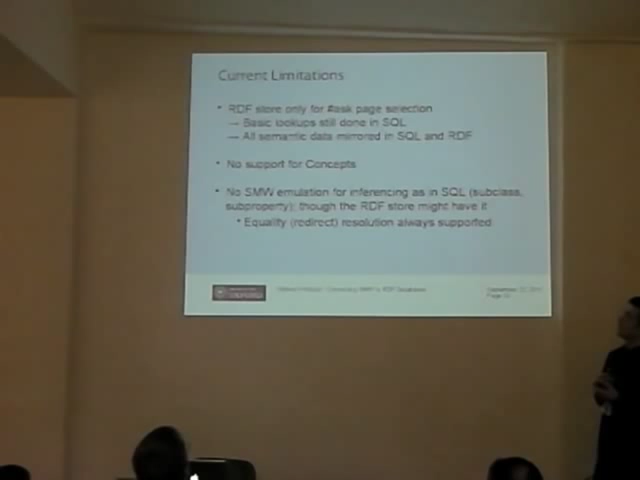 Current Limitations
• RDF store only for #ask page selection
— Basic lookups still done in SQL
— All semantic data mirrored in SQL and RDF
• No support for Concepts
• No SMW emulation for inferencing as in SQL (subclass,
subproperty); though the RDF store might have it
• Equality (redirect) resolution always supported
OXFORD